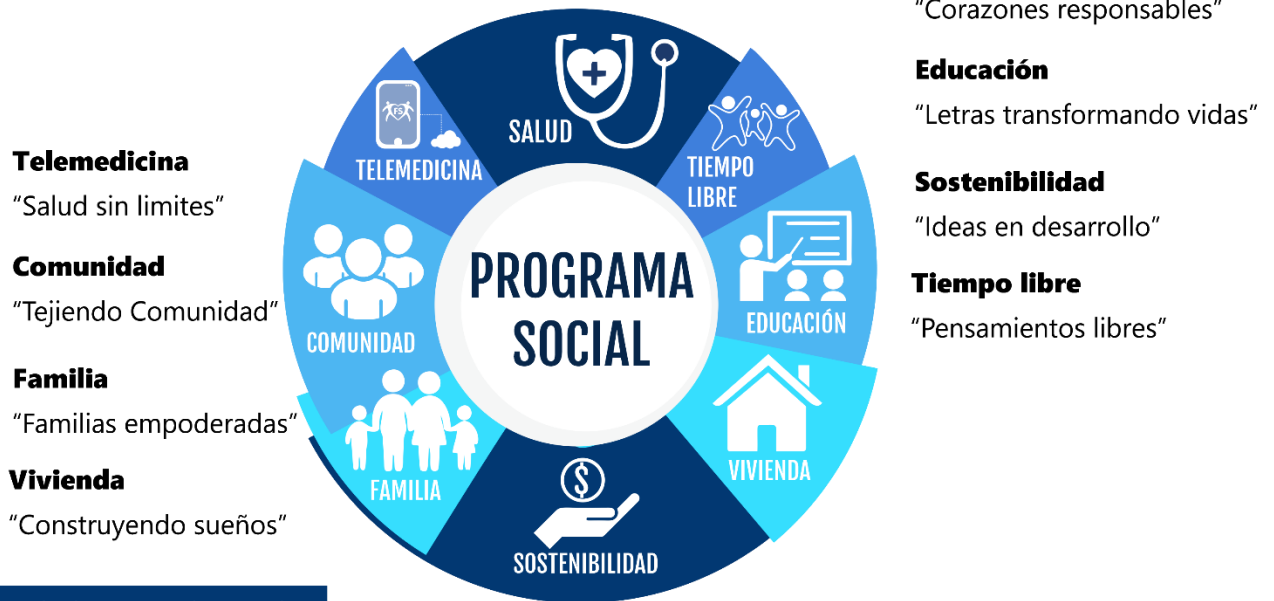 Telemedicina
“Salud sin limites”
Comunidad
“Tejiendo Comunidad”
Familia
“Familias empoderadas”
Vivienda
“Construyendo sueños”
SALUD
TIEMPO
LIBRE
EDUCACIÓN
VIVIENDA
SOSTENIBILIDAD
FAMILIA
COMUNIDAD
TELEMEDICINA
FS
PROGRAMA
SOCIAL
“Corazones responsables”
Educación
“Letras transformando vidas”
Sostenibilidad
“Ideas en desarrollo”
Tiempo libre
“Pensamientos libres”